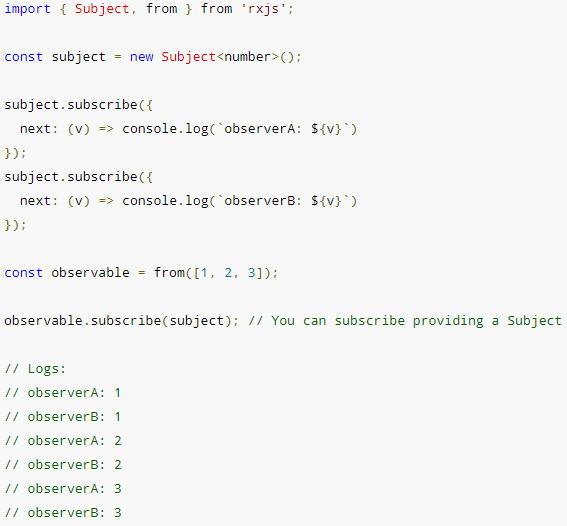 import { Subject, from } from 'rxjs';
const subject = new Subject<number>();
subject.subscribe({
  next: (v) => console.log(`observerA: ${v}`)
});
subject.subscribe({
  next: (v) => console.log(`observerB: ${v}`)
});
const observable = from([1, 2, 3]);
observable.subscribe(subject); // You can subscribe providing a Subject
// Logs:
// observerA: 1
// observerB: 1
// observerA: 2
// observerB: 2
// observerA: 3
// observerB: 3